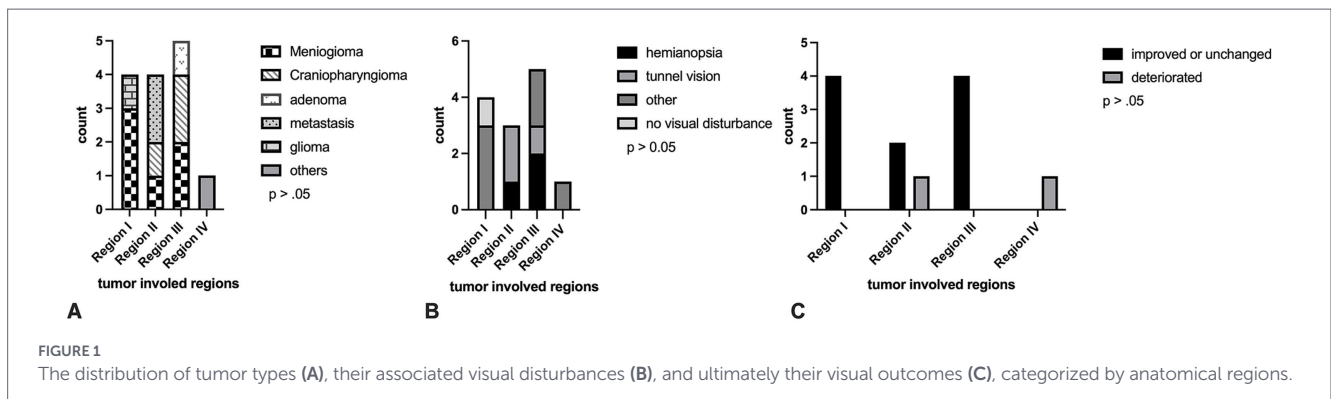 5
4
3
2
1
0
count
Region I
Region II
Region III
Region IV
tumor involed regions
Meniogioma
Craniopharyngioma
adenoma
metastasis
glioma
others
p > .05
A
6
4
2
0
count
Region I
Region II
Region III
Region IV
tumor involved regions
hemianopsia
tunnel vision
other
no visual disturbance
p > 0.05
B
5
4
3
2
1
0
count
Region I
Region II
Region III
Region IV
tumor involved regions
improved or unchanged
deteriorated
p > .05
C
FIGURE 1
The distribution of tumor types (A), their associated visual disturbances (B), and ultimately their visual outcomes (C), categorized by anatomical regions.